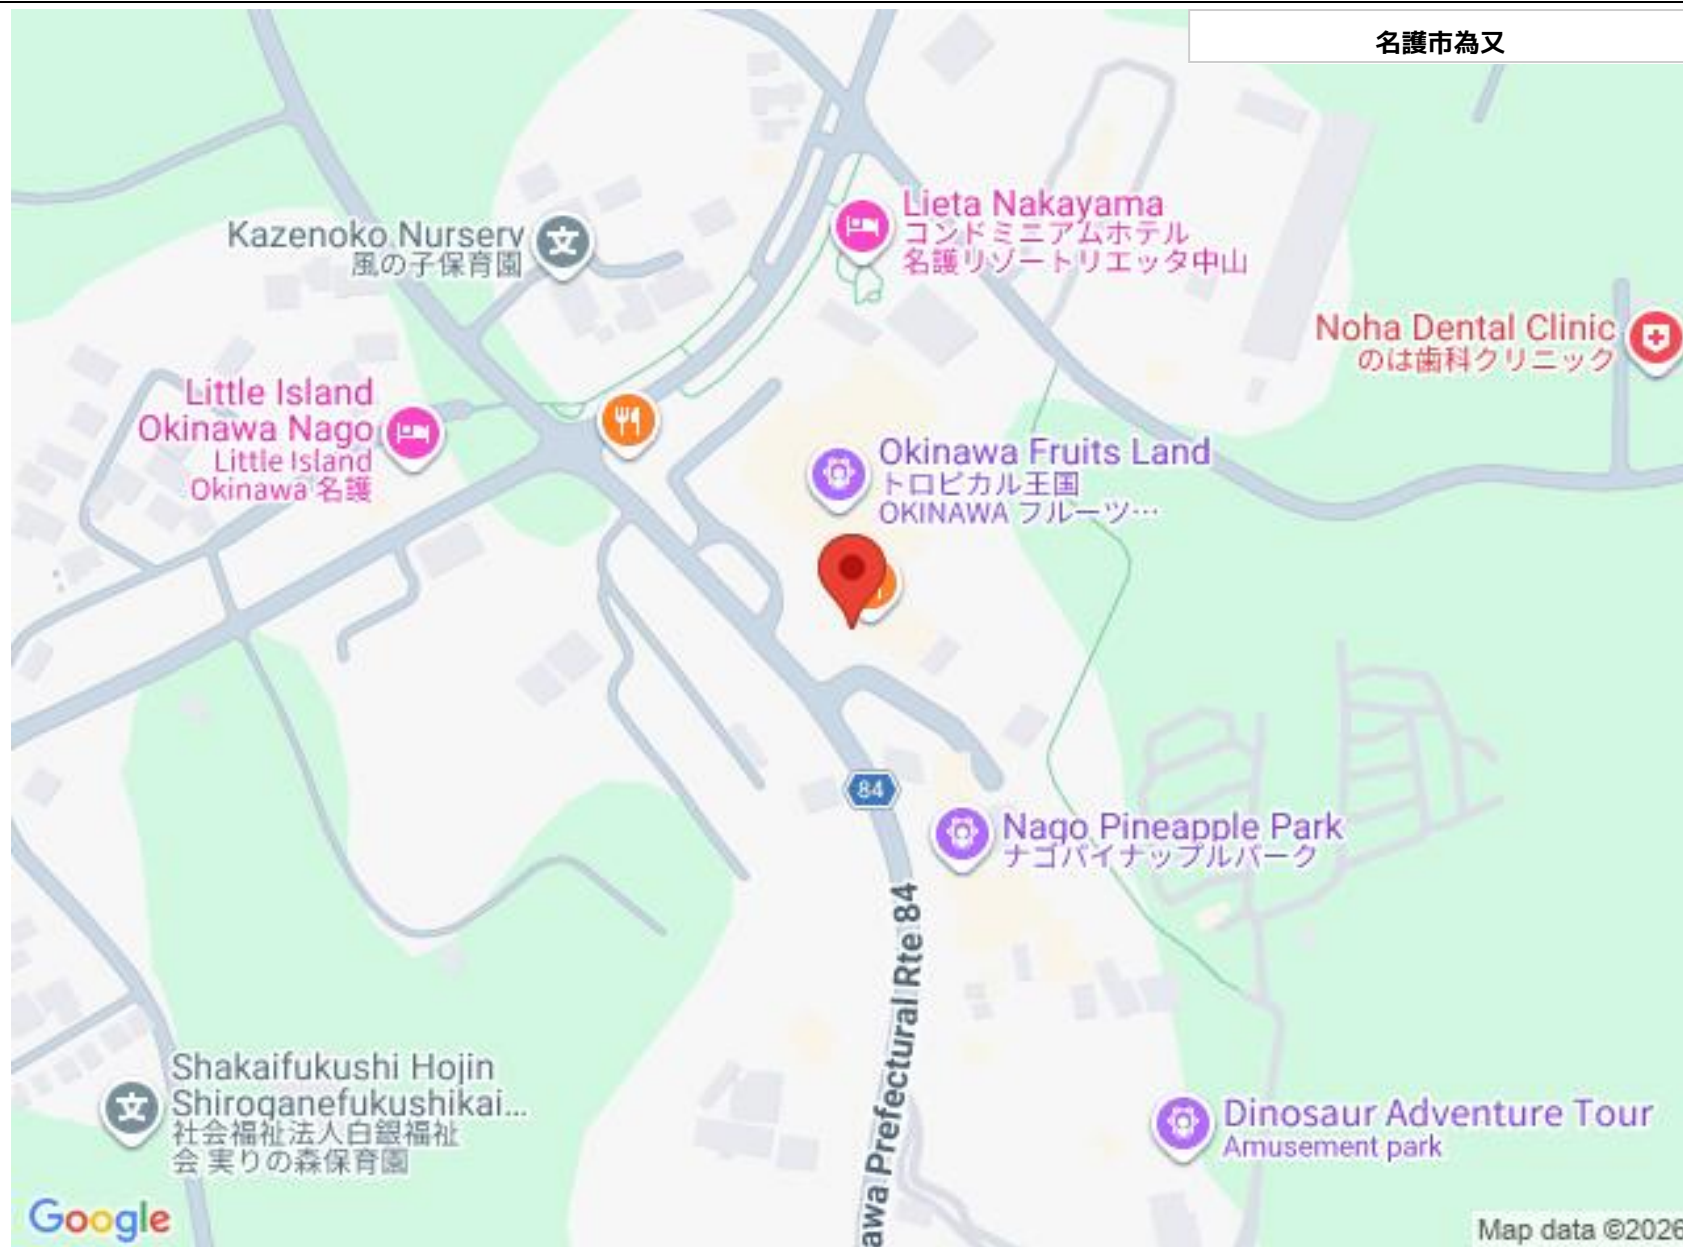 名護市為又
Lieta Nakayama
コンドミニアムホテル
名護リゾートリエッタ中山
Kazenoko Nursery
風の子保育園
Noha Dental Clinic
のは歯科クリニック
Little Island
Okinawa Nago
Little Island
Okinawa 名護
Okinawa Fruits Land
トロピカル王国
OKINAWA フルーツ…
84
Nago Pineapple Park
ナゴパイナップルパーク
awa Prefectural Rte 84
Shakaifukushi Hojin
Shiroganefukushikai...
社会福祉法人白銀福祉
会 実りの森保育園
Dinosaur Adventure Tour
Amusement park
Google
Map data ©2026